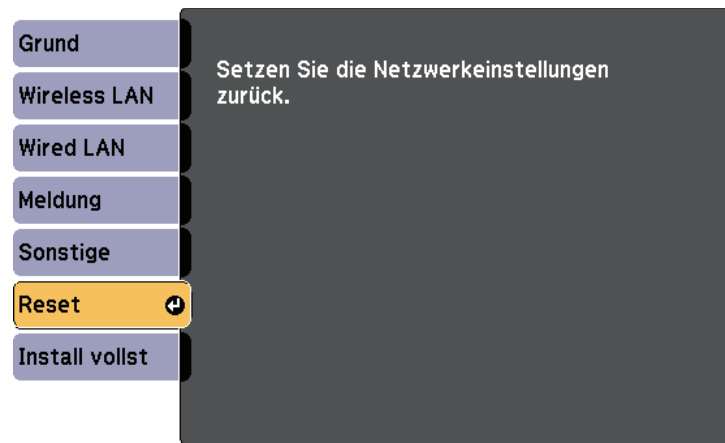 Grund
Wireless LAN
Wired LAN
Meldung
Sonstige
Reset
Install vollst
Setzen Sie die Netzwerkeinstellungen
zurück.